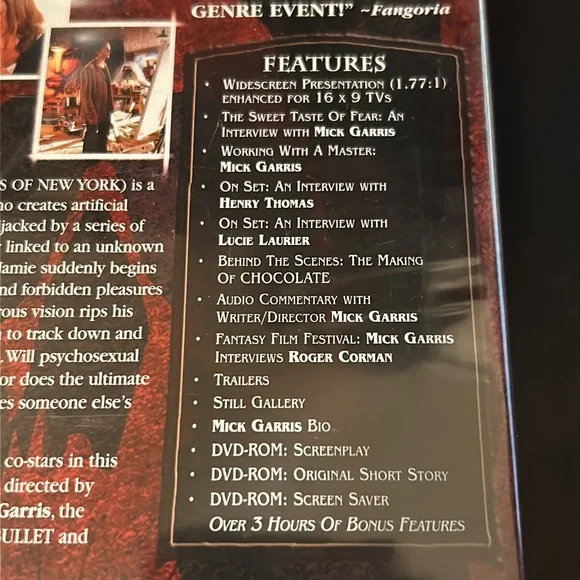 GENRE EVENT!” ~Fangoria
FEATURES
• WIDESCREEN PRESENTATION (1.77:1)
ENHANCED FOR 16 X 9 TVS
• THE SWEET TASTE OF FEAR: AN
INTERVIEW WITH MICK GARRIS
• WORKING WITH A MASTER:
MICK GARRIS
• ON SET: AN INTERVIEW WITH
HENRY THOMAS
• ON SET: AN INTERVIEW WITH
LUCIE LAURIER
• BEHIND THE SCENES: THE MAKING
OF CHOCOLATE
• AUDIO COMMENTARY WITH
WRITER/DIRECTOR MICK GARRIS
• FANTASY FILM FESTIVAL: MICK GARRIS
INTERVIEWS ROGER CORMAN
• TRAILERS
• STILL GALLERY
• MICK GARRIS BIO
• DVD-ROM: SCREENPLAY
• DVD-ROM: ORIGINAL SHORT STORY
• DVD-ROM: SCREEN SAVER
OVER 3 HOURS OF BONUS FEATURES
S OF NEW YORK) is a
o creates artificial
jacked by a series of
linked to an unknown
Jamie suddenly begins
nd forbidden pleasures
rous vision rips his
to track down and
. Will psychosexual
or does the ultimate
es someone else’s
co-stars in this
directed by
Garris, the
BULLET and